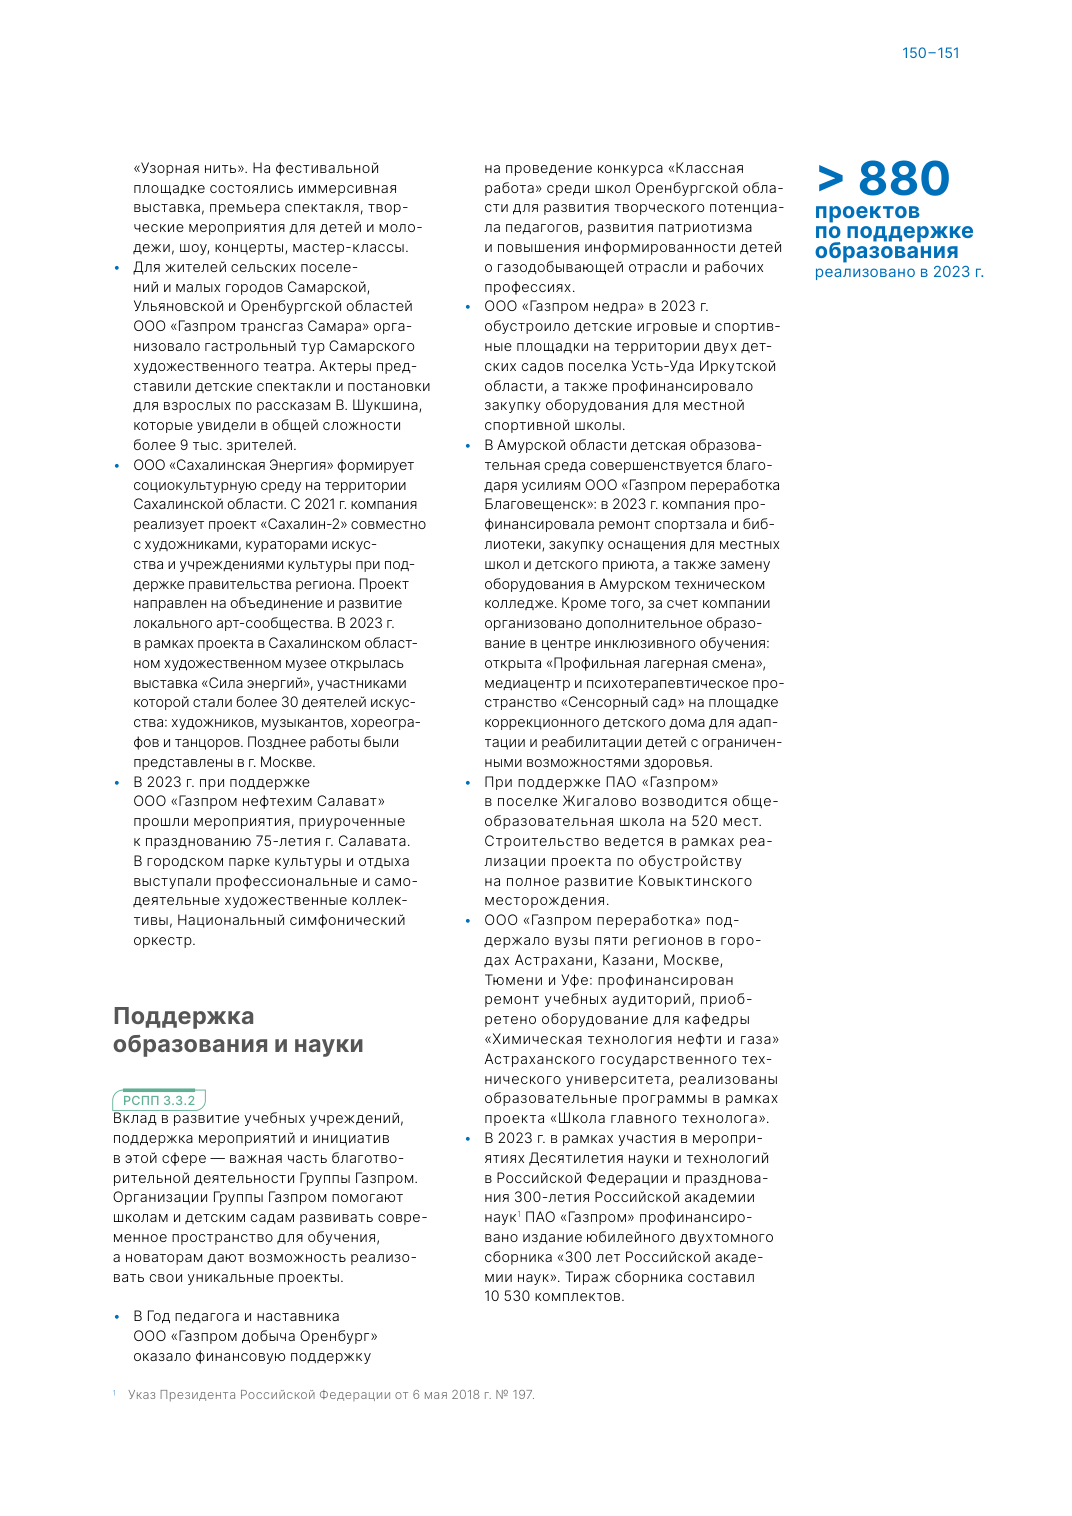 150–151
«Узорная нить». На фестивальной
площадке состоялись иммерсивная
выставка, премьера спектакля, твор-
ческие мероприятия для детей и моло-
дежи, шоу, концерты, мастер-классы.
• Для жителей сельских поселе-
ний и малых городов Самарской,
Ульяновской и Оренбургской областей
ООО «Газпром трансгаз Самара» орга-
низовало гастрольный тур Самарского
художественного театра. Актеры пред-
ставили детские спектакли и постановки
для взрослых по рассказам В. Шукшина,
которые увидели в общей сложности
более 9 тыс. зрителей.
• ООО «Сахалинская Энергия» формирует
социокультурную среду на территории
Сахалинской области. С 2021 г. компания
реализует проект «Сахалин-2» совместно
с художниками, кураторами искус-
ства и учреждениями культуры при под-
держке правительства региона. Проект
направлен на объединение и развитие
локального арт-сообщества. В 2023 г.
в рамках проекта в Сахалинском област-
ном художественном музее открылась
выставка «Сила энергий», участниками
которой стали более 30 деятелей искус-
ства: художников, музыкантов, хореогра-
фов и танцоров. Позднее работы были
представлены в г. Москве.
• В 2023 г. при поддержке
ООО «Газпром нефтехим Салават»
прошли мероприятия, приуроченные
к празднованию 75-летия г. Салавата.
В городском парке культуры и отдыха
выступали профессиональные и само-
деятельные художественные коллек-
тивы, Национальный симфонический
оркестр.
Поддержка
образования и науки
РСПП 3.3.2
Вклад в развитие учебных учреждений,
поддержка мероприятий и инициатив
в этой сфере — важная часть благотво-
рительной деятельности Группы Газпром.
Организации Группы Газпром помогают
школам и детским садам развивать совре-
менное пространство для обучения,
а новаторам дают возможность реализо-
вать свои уникальные проекты.
• В Год педагога и наставника
ООО «Газпром добыча Оренбург»
оказало финансовую поддержку
на проведение конкурса «Классная
работа» среди школ Оренбургской обла-
сти для развития творческого потенциа-
ла педагогов, развития патриотизма
и повышения информированности детей
о газодобывающей отрасли и рабочих
профессиях.
• ООО «Газпром недра» в 2023 г.
обустроило детские игровые и спортив-
ные площадки на территории двух дет-
ских садов поселка Усть-Уда Иркутской
области, а также профинансировало
закупку оборудования для местной
спортивной школы.
• В Амурской области детская образова-
тельная среда совершенствуется благо-
даря усилиям ООО «Газпром переработка
Благовещенск»: в 2023 г. компания про-
финансировала ремонт спортзала и биб-
лиотеки, закупку оснащения для местных
школ и детского приюта, а также замену
оборудования в Амурском техническом
колледже. Кроме того, за счет компании
организовано дополнительное образо-
вание в центре инклюзивного обучения:
открыта «Профильная лагерная смена»,
медиацентр и психотерапевтическое про-
странство «Сенсорный сад» на площадке
коррекционного детского дома для адап-
тации и реабилитации детей с ограничен-
ными возможностями здоровья.
• При поддержке ПАО «Газпром»
в поселке Жигалово возводится обще-
образовательная школа на 520 мест.
Строительство ведется в рамках реа-
лизации проекта по обустройству
на полное развитие Ковыктинского
месторождения.
• ООО «Газпром переработка» под-
держало вузы пяти регионов в горо-
дах Астрахани, Казани, Москве,
Тюмени и Уфе: профинансирован
ремонт учебных аудиторий, приоб-
ретено оборудование для кафедры
«Химическая технология нефти и газа»
Астраханского государственного тех-
нического университета, реализованы
образовательные программы в рамках
проекта «Школа главного технолога».
• В 2023 г. в рамках участия в меропри-
ятиях Десятилетия науки и технологий
в Российской Федерации и празднова-
ния 300-летия Российской академии
наук¹ ПАО «Газпром» профинансиро-
вано издание юбилейного двухтомного
сборника «300 лет Российской акаде-
мии наук». Тираж сборника составил
10 530 комплектов.
> 880
проектов
по поддержке
образования
реализовано в 2023 г.
¹ Указ Президента Российской Федерации от 6 мая 2018 г. № 197.